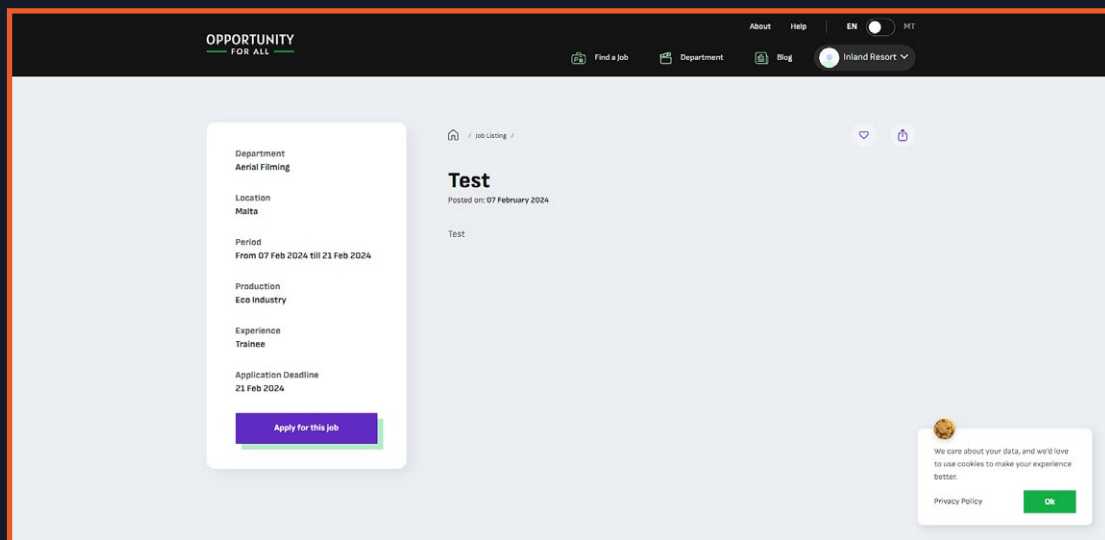 OPPORTUNITY
FOR ALL
About Help EN MT
Find a Job Department Blog Inland Resort
Department
Aerial Filming
Location
Malta
Period
From 07 Feb 2024 till 21 Feb 2024
Production
Eco Industry
Experience
Trainee
Application Deadline
21 Feb 2024
Apply for this job
/ Job Listing /
Test
Posted on: 07 February 2024
Test
We care about your data, and we'd love
to use cookies to make your experience
better.
Privacy Policy Ok